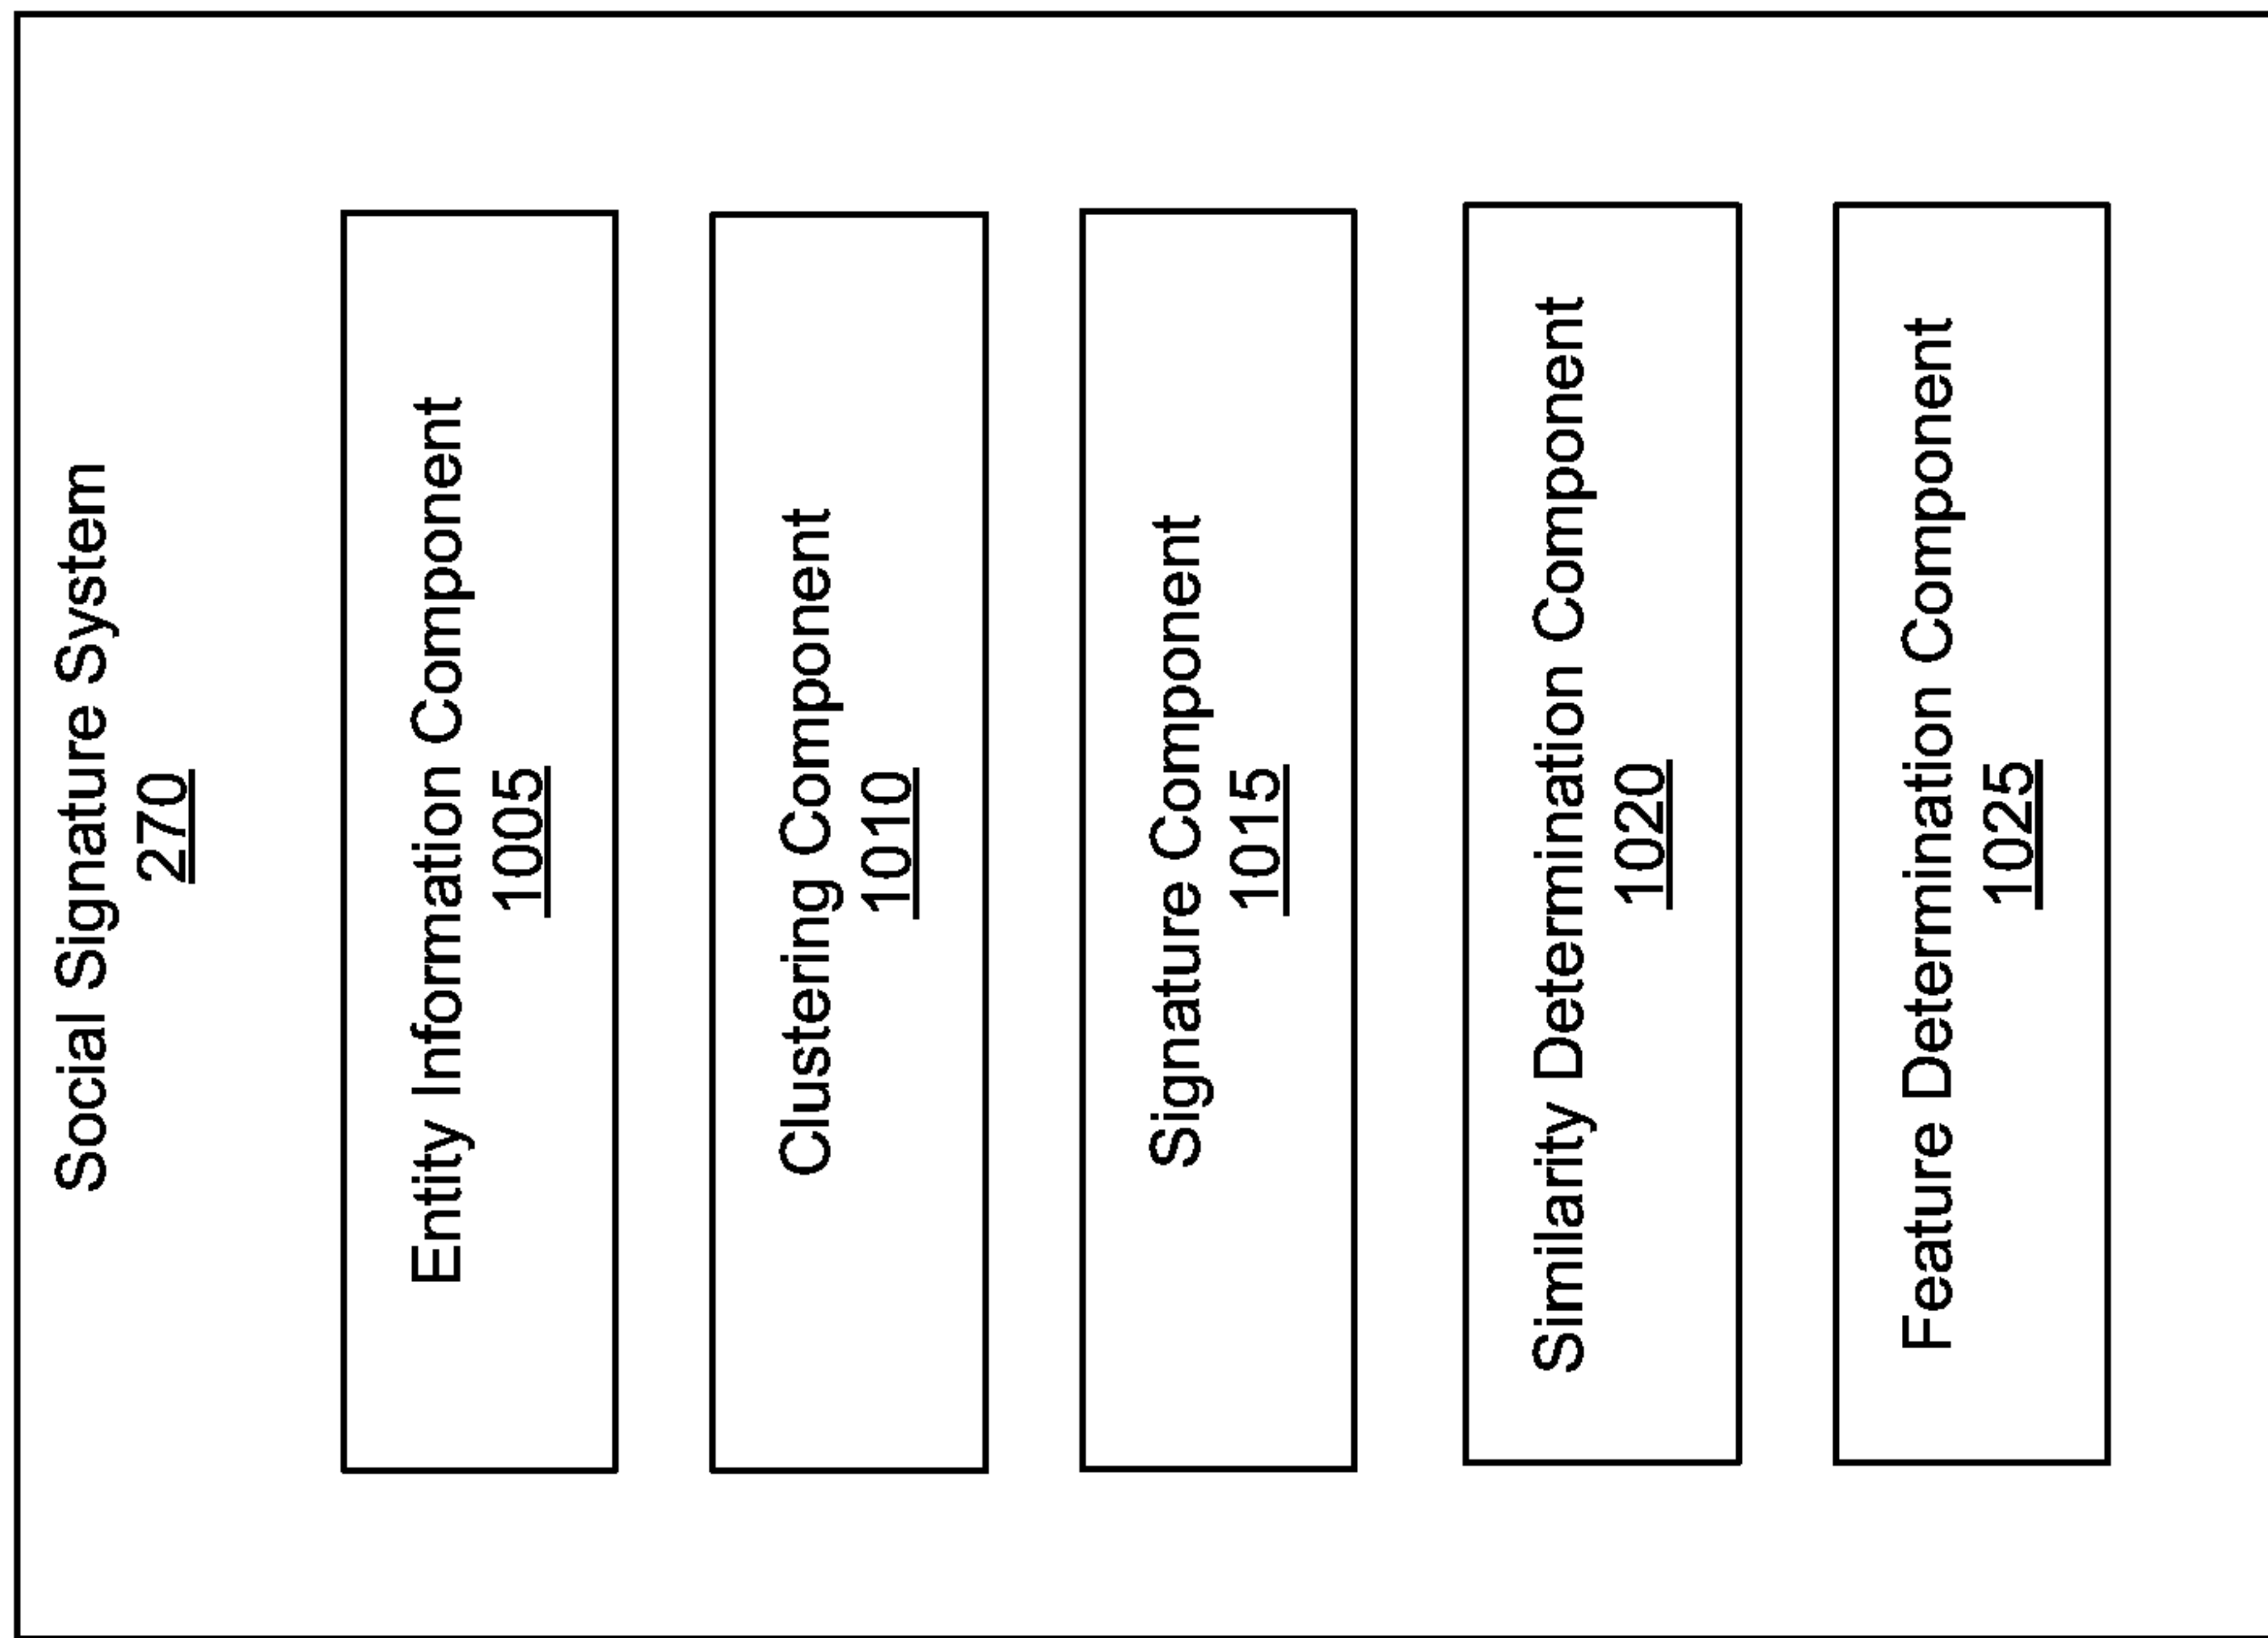 Social Signature System
270
Entity Information Component
1005
Clustering Component
1010
Signature Component
1015
Similarity Determination Component
1020
Feature Determination Component
1025